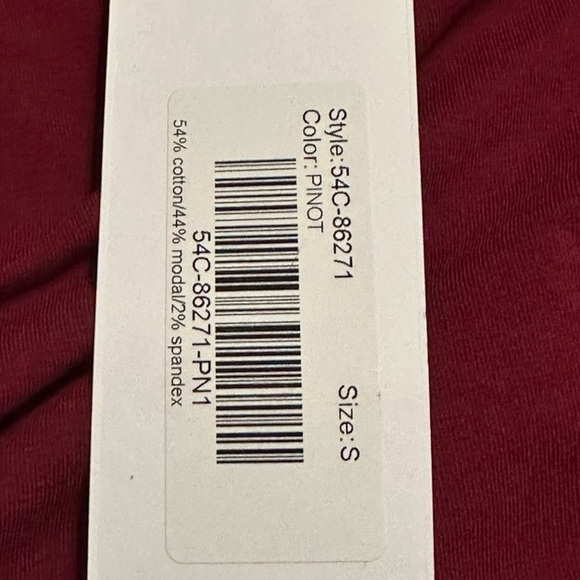 Style:54C-86271 Size:S
Color: PINOT
54C-86271-PN1
54% cotton/44% modal/2% spandex